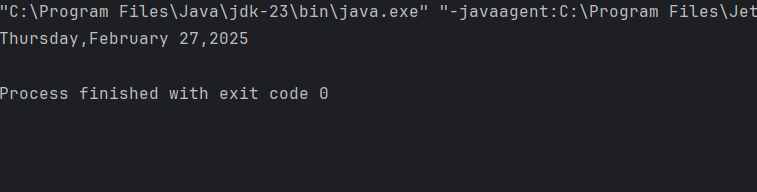 "C:\Program Files\Java\jdk-23\bin\java.exe" "-javaagent:C:\Program Files\Jet
Thursday,February 27,2025
Process finished with exit code 0